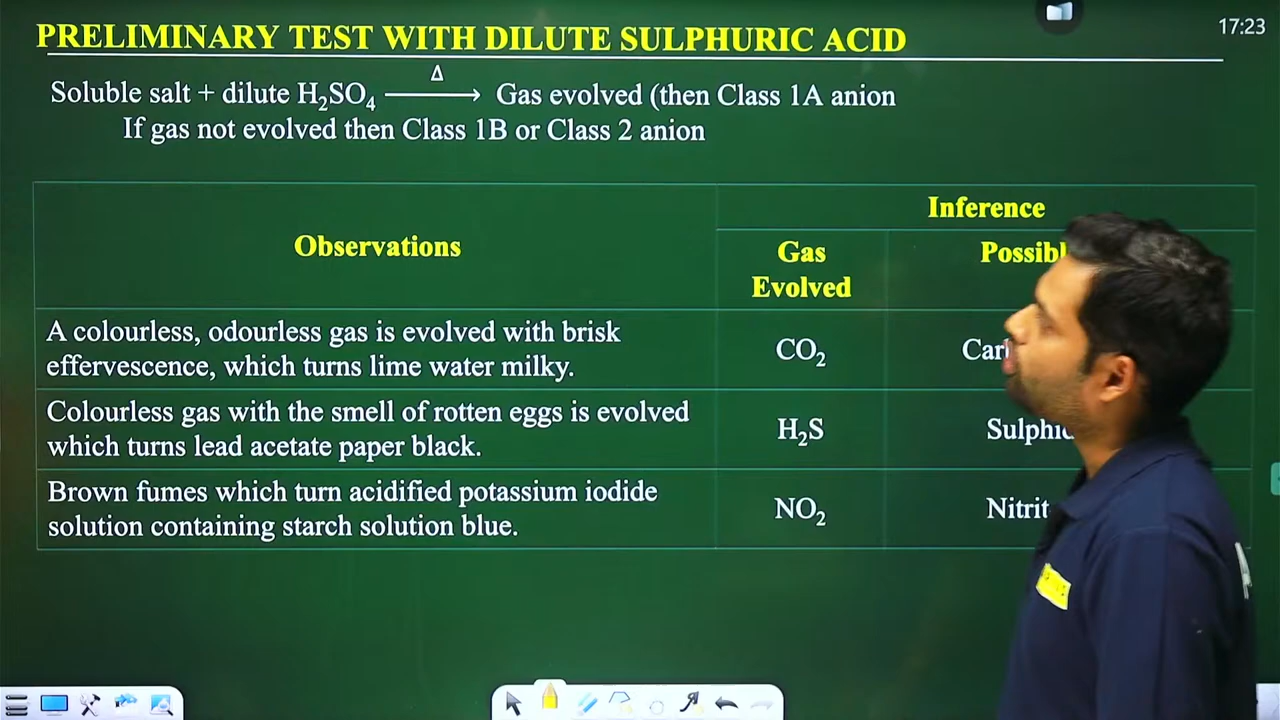 17:23
PRELIMINARY TEST WITH DILUTE SULPHURIC ACID
Δ
Soluble salt + dilute H₂SO₄ ⟶ Gas evolved (then Class 1A anion
If gas not evolved then Class 1B or Class 2 anion
Inference
Observations
Gas
Evolved
Possibl
A colourless, odourless gas is evolved with brisk
effervescence, which turns lime water milky.
CO₂
Car
Colourless gas with the smell of rotten eggs is evolved
which turns lead acetate paper black.
H₂S
Sulphid
Brown fumes which turn acidified potassium iodide
solution containing starch solution blue.
NO₂
Nitrit